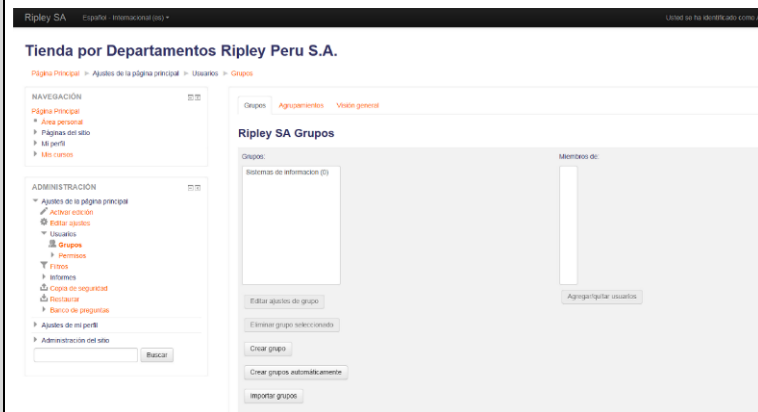 Ripley SA Español - Internacional (es) Usted se ha identificado como
Tienda por Departamentos Ripley Peru S.A.
Página Principal Ajustes de la página principal Usuarios Grupos
NAVEGACIÓN
Página Principal
Área personal
Páginas del sitio
Mi perfil
Mis cursos
ADMINISTRACIÓN
Ajustes de la página principal
Activar edición
Editar ajustes
Usuarios
Grupos
Permisos
Filtros
Informes
Copia de seguridad
Restaurar
Banco de preguntas
Ajustes de mi perfil
Administración del sitio
Buscar
Grupos Agrupamientos Visión general
Ripley SA Grupos
Grupos: Miembros de:
Sistemas de informacion (0)
Editar ajustes de grupo Agregar/quitar usuarios
Eliminar grupo seleccionado
Crear grupo
Crear grupos automáticamente
Importar grupos